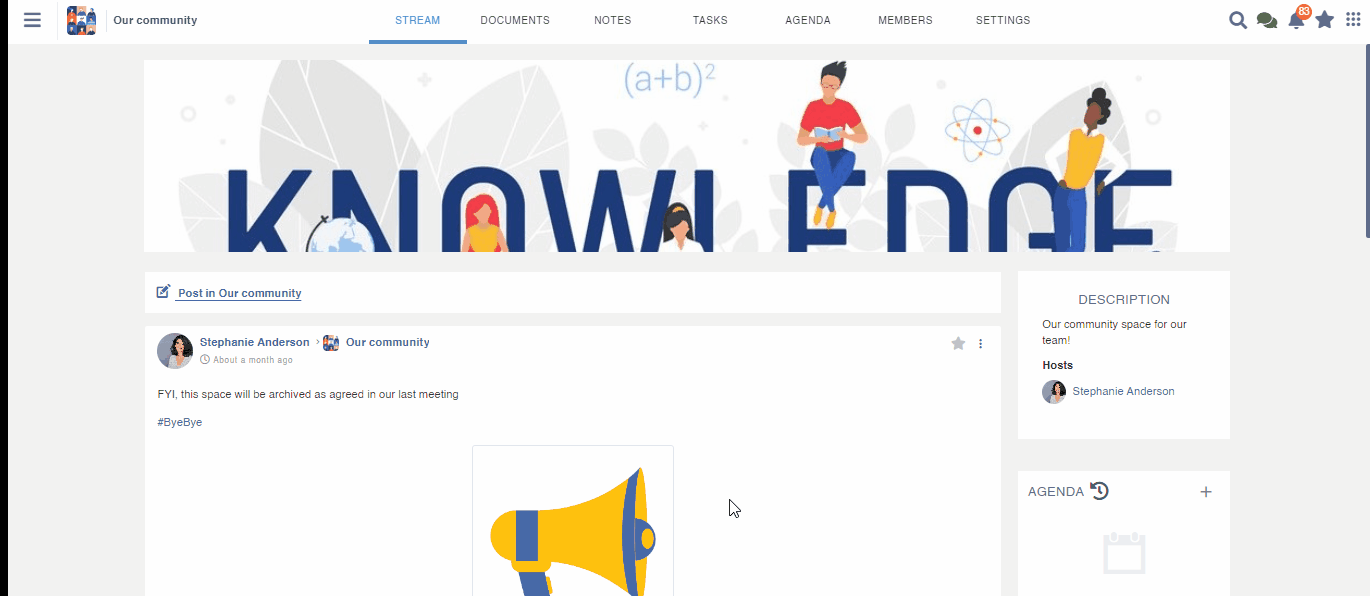 Our community
STREAM
DOCUMENTS
NOTES
TASKS
AGENDA
MEMBERS
SETTINGS
83
(a+b)²
KNOWLEDGE
Post in Our community
Stephanie Anderson › Our community
About a month ago
FYI, this space will be archived as agreed in our last meeting
#ByeBye
DESCRIPTION
Our community space for our
team!
Hosts
Stephanie Anderson
AGENDA